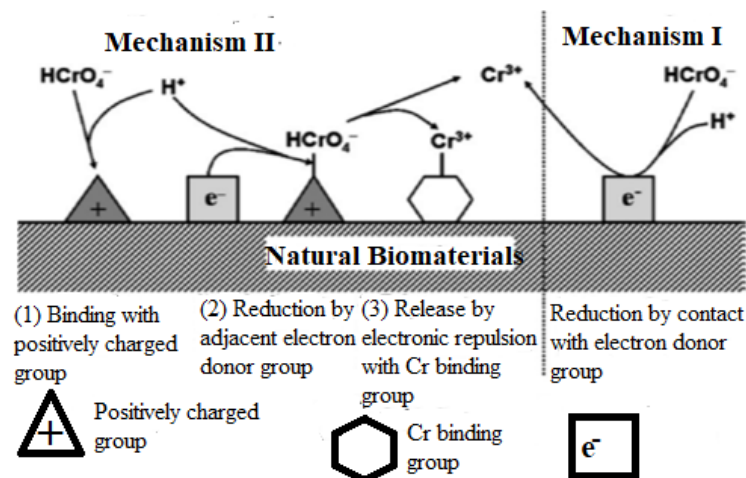 Mechanism II
Mechanism I
HCrO₄⁻
H⁺
Cr³⁺
HCrO₄⁻
H⁺
HCrO₄⁻
Cr³⁺
+
e⁻
+
e⁻
Natural Biomaterials
(1) Binding with
positively charged
group
(2) Reduction by
adjacent electron
donor group
(3) Release by
electronic repulsion
with Cr binding
group
Reduction by contact
with electron donor
group
+
Positively charged
group
Cr binding
group
e⁻